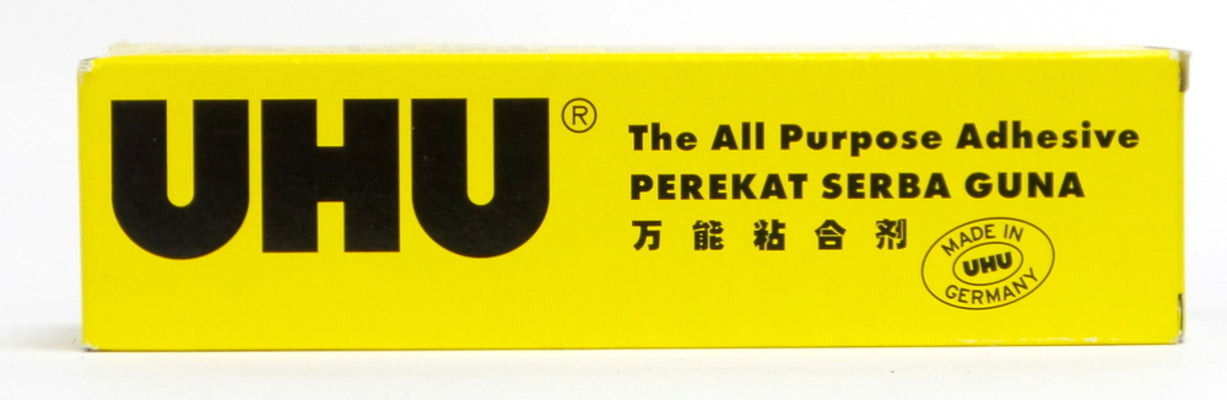 UHU®
The All Purpose Adhesive
PEREKAT SERBA GUNA
万能粘合剂
MADE IN
UHU
GERMANY